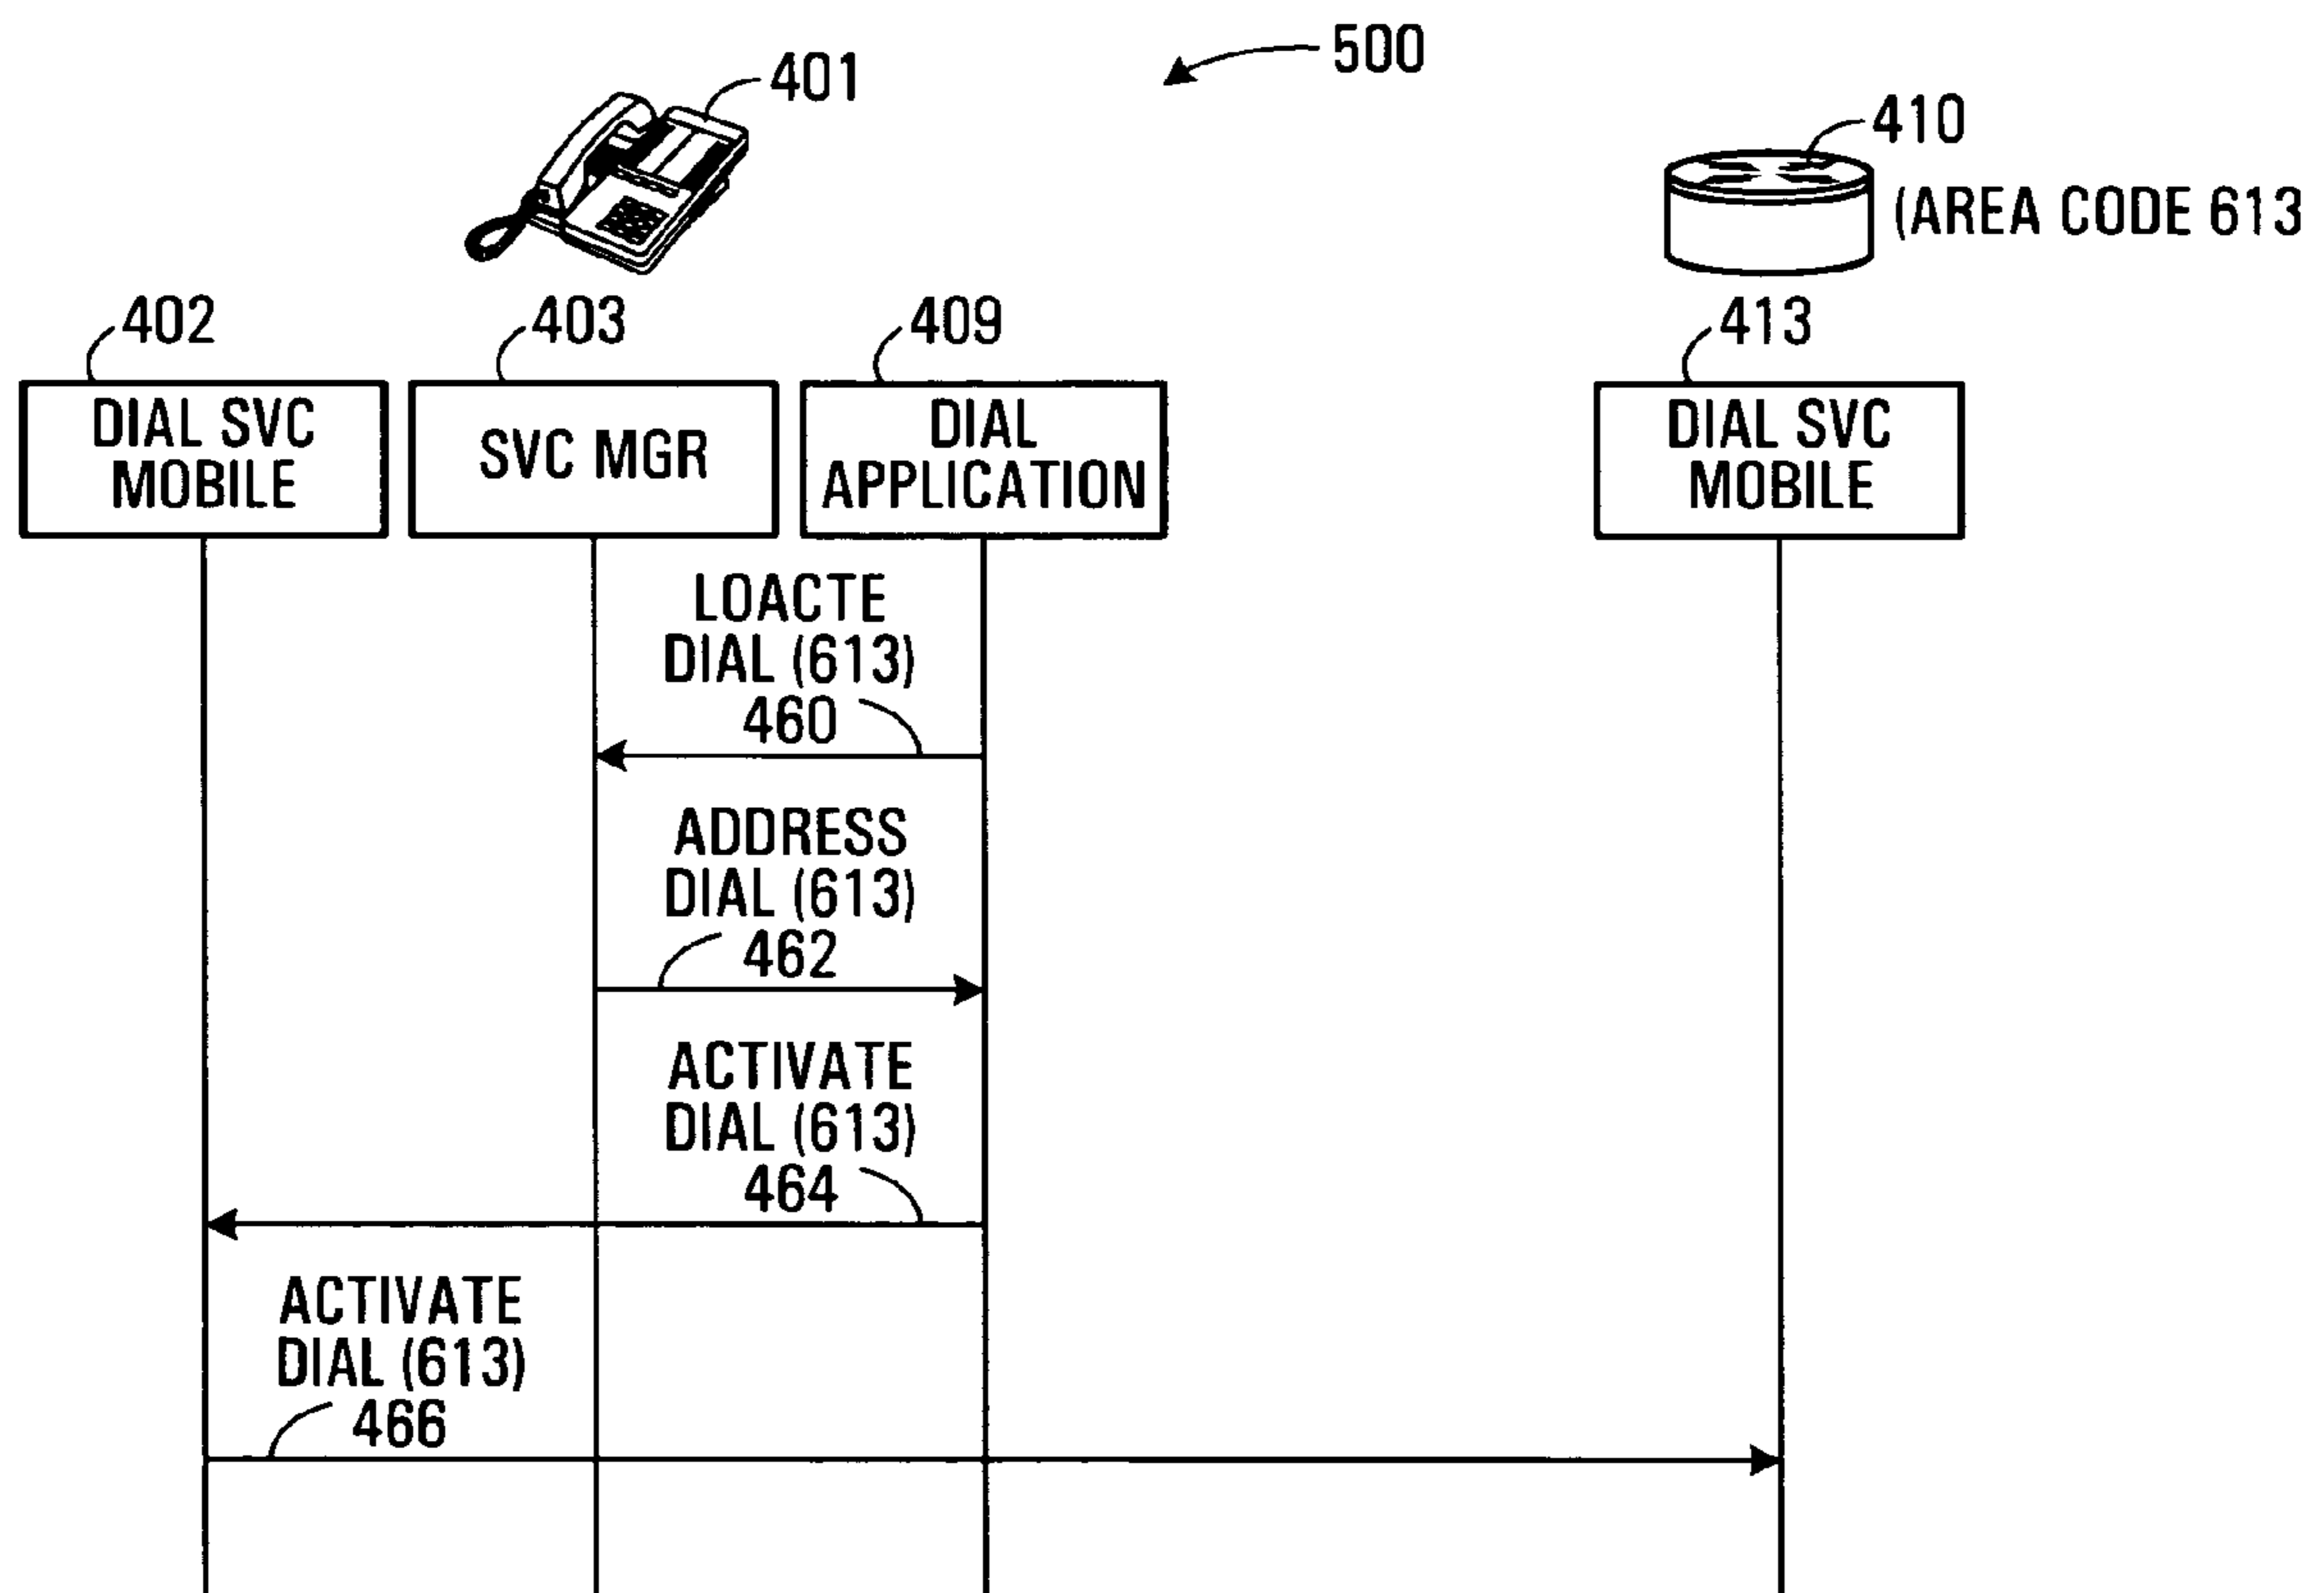 500
401
410
(AREA CODE 613
402
403
409
413
DIAL SVC
MOBILE
SVC MGR
DIAL
APPLICATION
DIAL SVC
MOBILE
LOACTE
DIAL (613)
460
ADDRESS
DIAL (613)
462
ACTIVATE
DIAL (613)
464
ACTIVATE
DIAL (613)
466